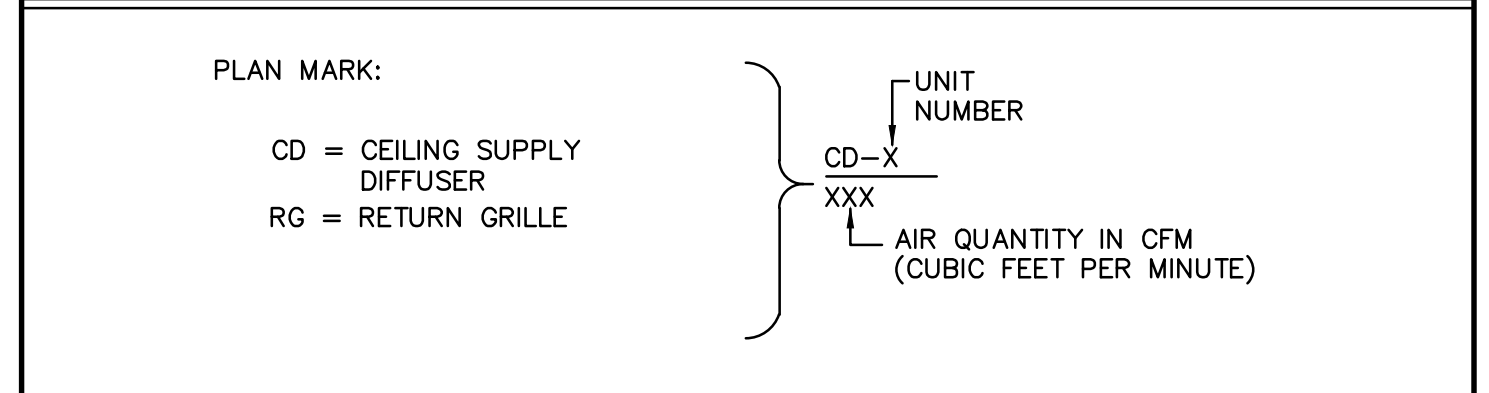 PLAN MARK:
CD = CEILING SUPPLY
DIFFUSER
RG = RETURN GRILLE
UNIT
NUMBER
CD-X
XXX
AIR QUANTITY IN CFM
(CUBIC FEET PER MINUTE)